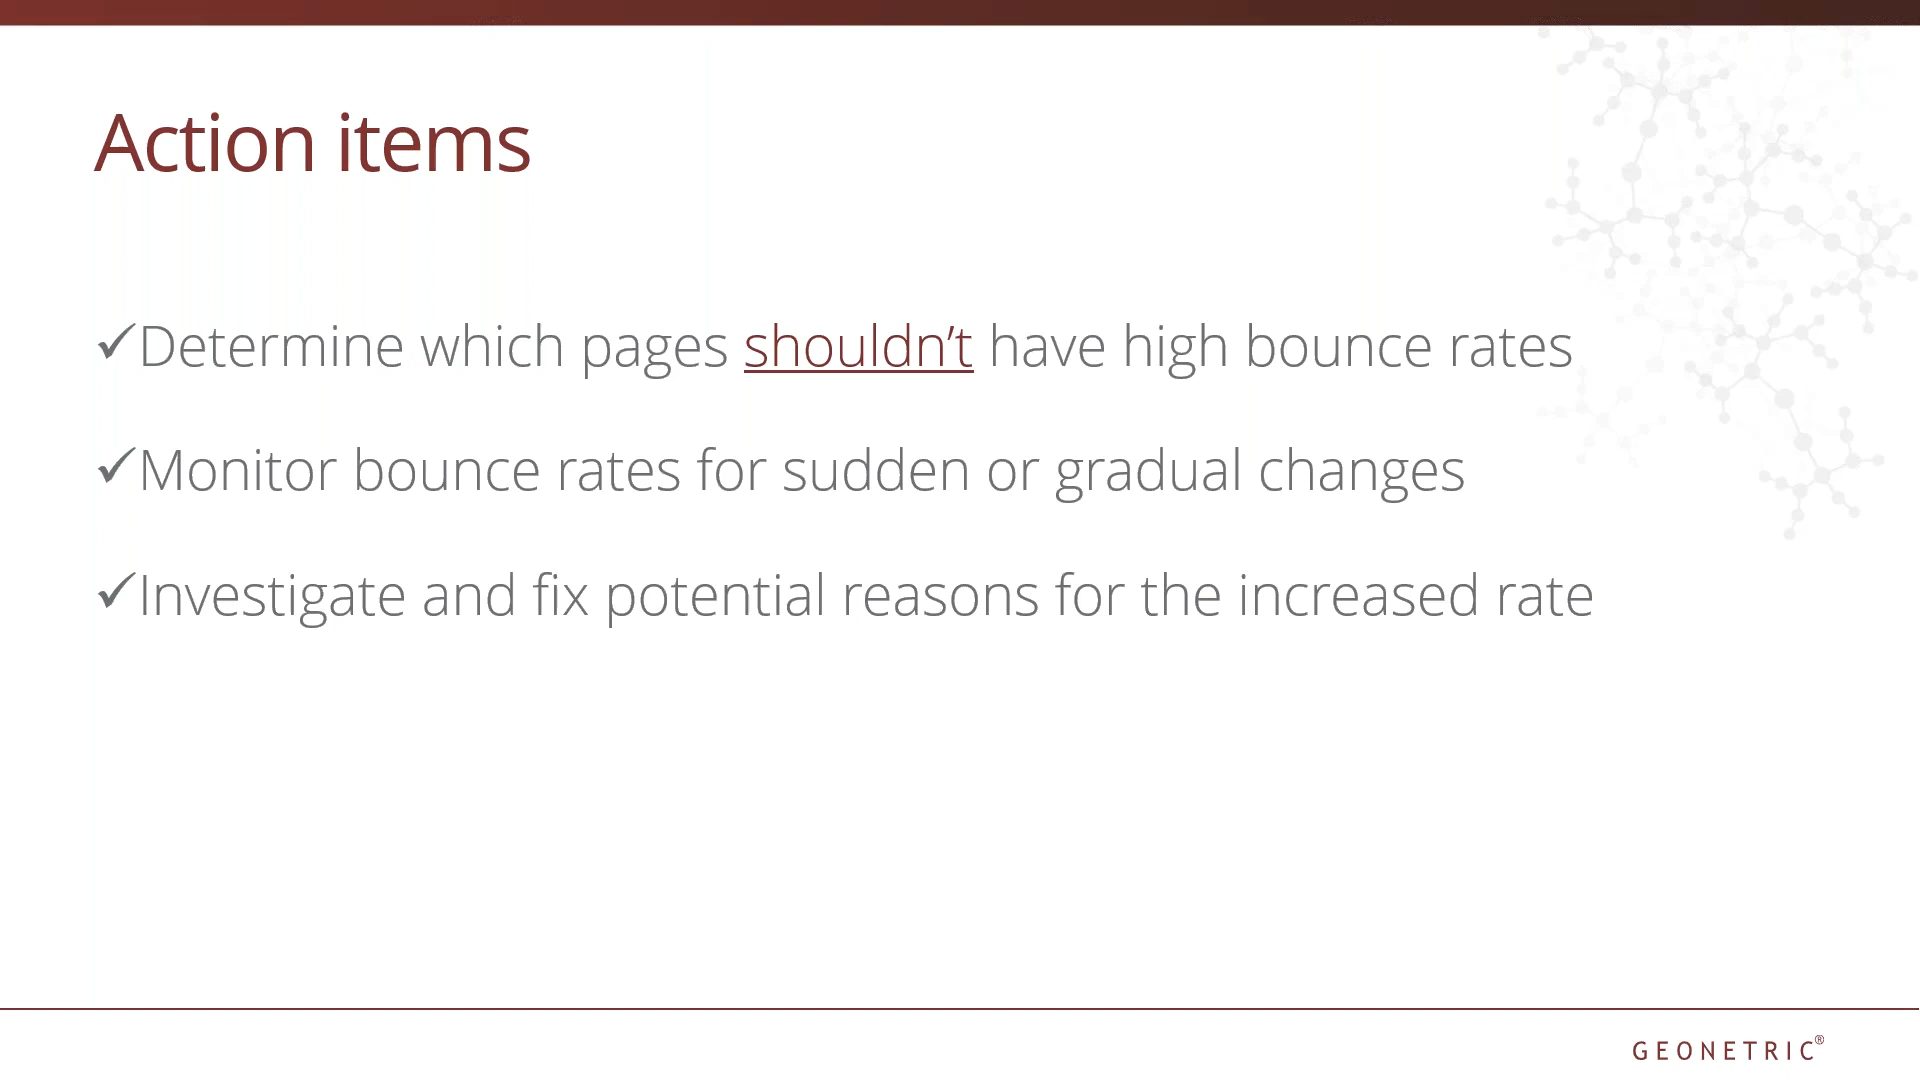 Action items
✓Determine which pages shouldn’t have high bounce rates
✓Monitor bounce rates for sudden or gradual changes
✓Investigate and fix potential reasons for the increased rate
GEONETRIC®